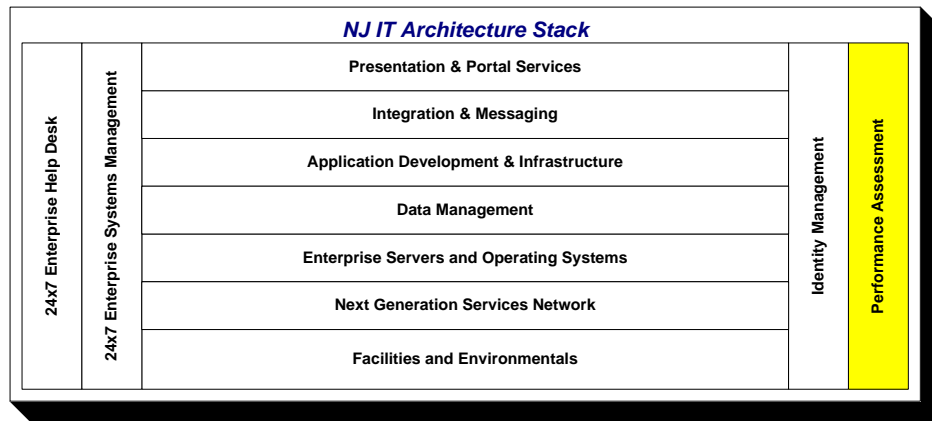 NJ IT Architecture Stack
24x7 Enterprise Help Desk
24x7 Enterprise Systems Management
Presentation & Portal Services
Integration & Messaging
Application Development & Infrastructure
Data Management
Enterprise Servers and Operating Systems
Next Generation Services Network
Facilities and Environmentals
Identity Management
Performance Assessment